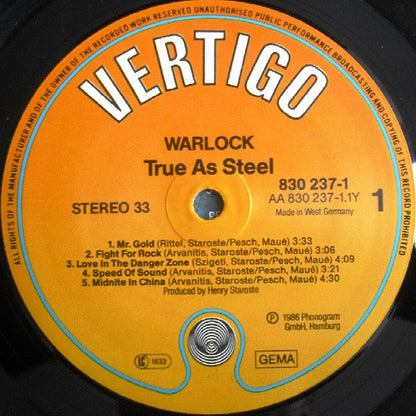 ALL RIGHTS OF THE MANUFACTURER AND OF THE OWNER OF THE RECORDED WORK RESERVED UNAUTHORISED PUBLIC PERFORMANCE BROADCASTING AND COPYING OF THIS RECORD PROHIBITED
VERTIGO
WARLOCK
True As Steel
STEREO 33
830 237-1
AA 830 237-1.1Y
Made in West Germany
1
1. Mr. Gold (Rittel, Staroste/Pesch, Maué) 3:33
2. Fight For Rock (Arvanitis, Staroste/Pesch, Maué) 3:06
3. Love In The Danger Zone (Szigeti, Staroste/Pesch, Maué) 3:09
4. Speed Of Sound (Arvanitis, Staroste/Pesch, Maué) 3:21
5. Midnite In China (Arvanitis, Staroste/Pesch, Maué) 4:30
Produced by Henry Staroste
℗ 1986 Phonogram
GmbH, Hamburg
LC 1633
GEMA